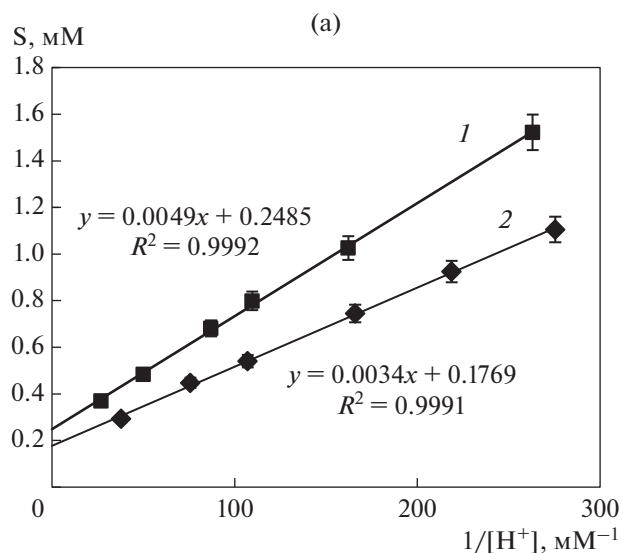 (a)
S, мМ
1.8
1.6
1.4
1.2
1.0
0.8
0.6
0.4
0.2
1
y = 0.0049x + 0.2485
R² = 0.9992
2
y = 0.0034x + 0.1769
R² = 0.9991
0
100
200
300
1/[H⁺], мМ⁻¹